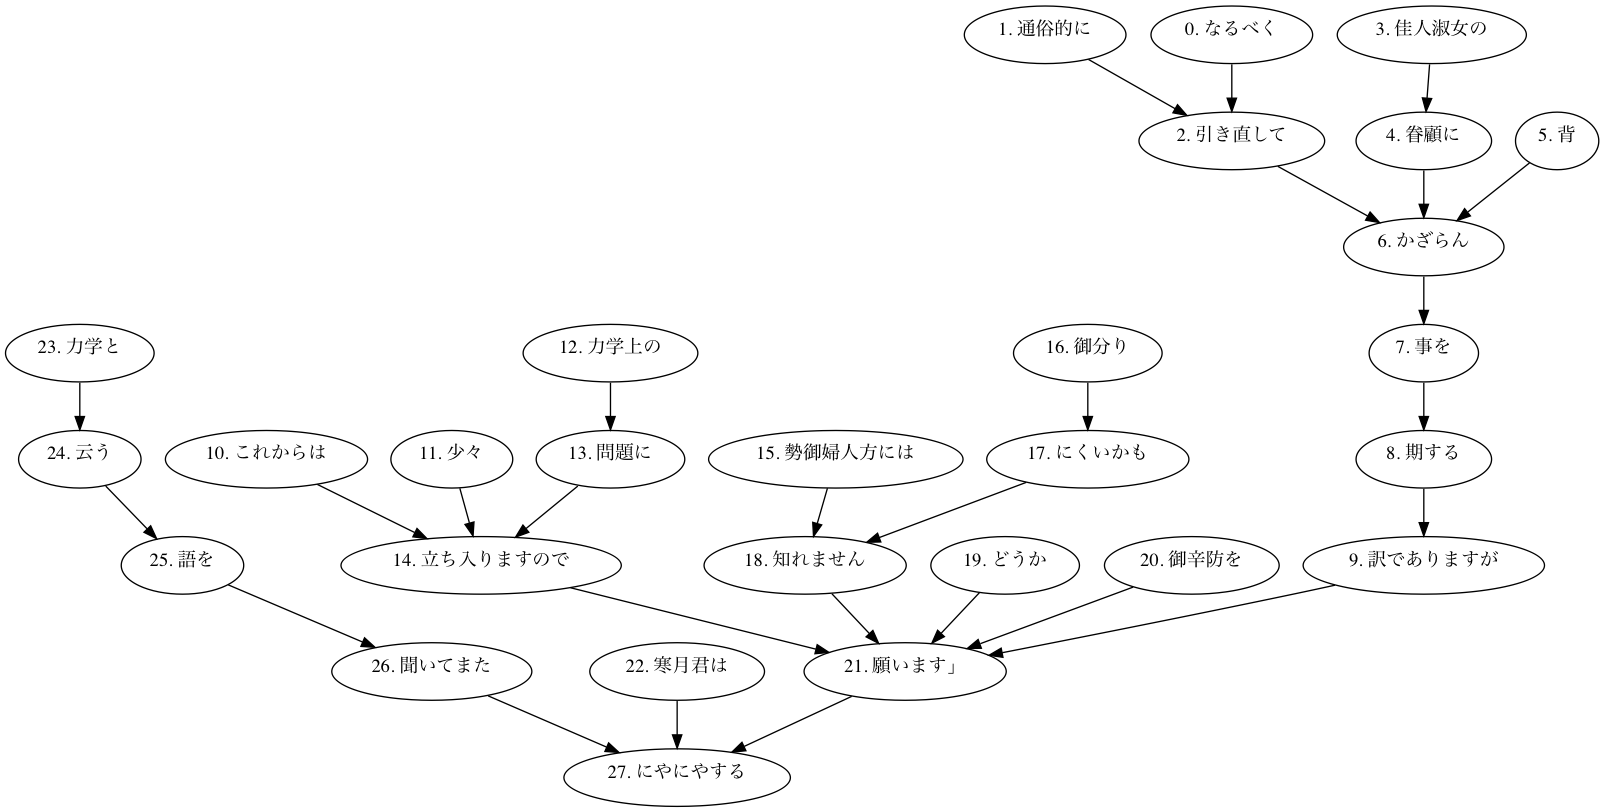 1. 通俗的に
0. なるべく
3. 佳人淑女の
2. 引き直して
4. 眷顧に
5. 背
6. かざらん
23. 力学と
12. 力学上の
16. 御分り
7. 事を
24. 云う
10. これからは
11. 少々
13. 問題に
15. 勢御婦人方には
17. にくいかも
8. 期する
25. 語を
14. 立ち入りますので
18. 知れません
19. どうか
20. 御辛防を
9. 訳でありますが
26. 聞いてまた
22. 寒月君は
21. 願います」
27. にやにやする